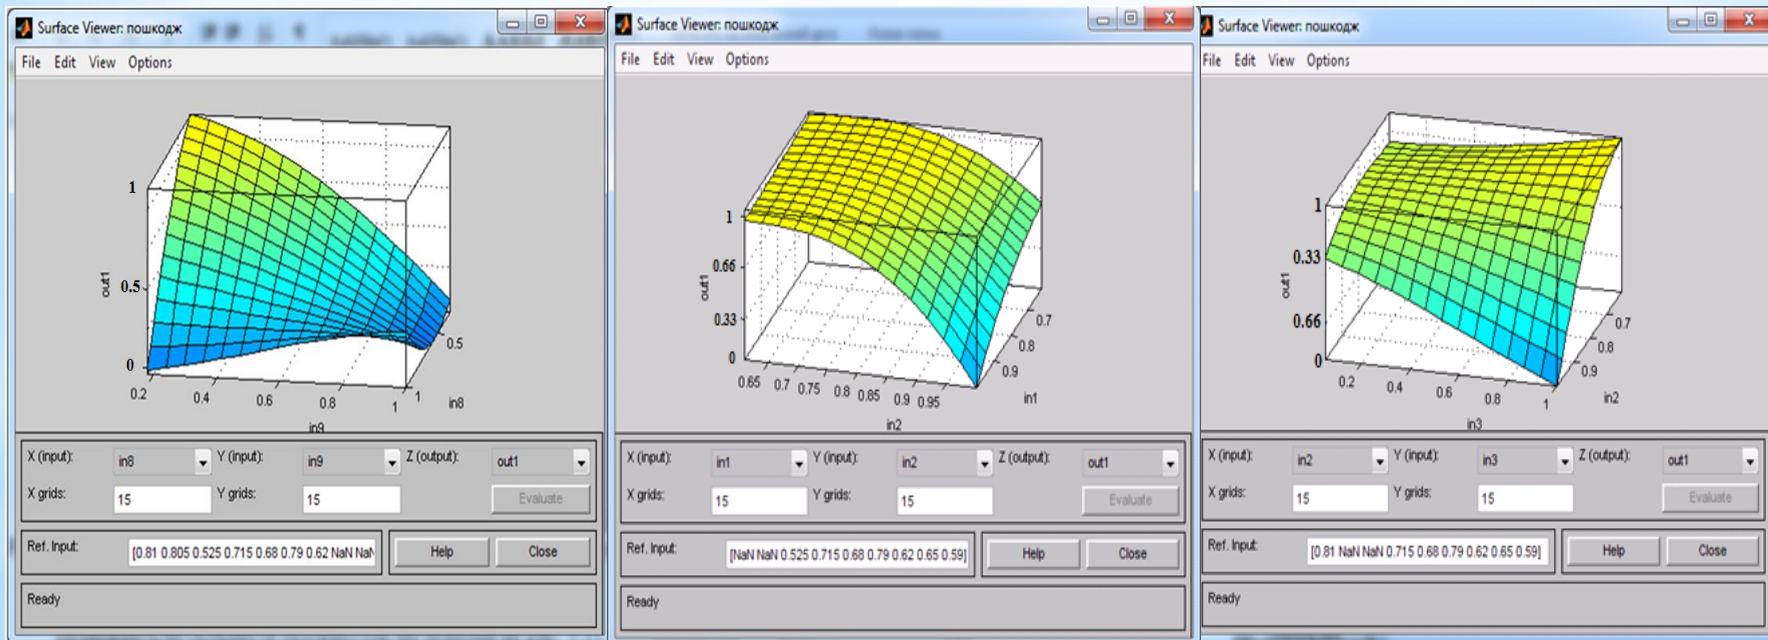 Surface Viewer: пошкодж
File Edit View Options
1
0.5
0
out1
0.2 0.4 0.6 0.8 1
1 0.5
in8
in9
X (input): in8 Y (input): in9 Z (output): out1
X grids: 15 Y grids: 15 Evaluate
Ref. Input: [0.81 0.805 0.525 0.715 0.68 0.79 0.62 NaN NaN Help Close
Ready
Surface Viewer: пошкодж
File Edit View Options
1
0.66
0.33
0
out1
0.65 0.7 0.75 0.8 0.85 0.9 0.95
0.9 0.8 0.7
in1
in2
X (input): in1 Y (input): in2 Z (output): out1
X grids: 15 Y grids: 15 Evaluate
Ref. Input: [NaN NaN 0.525 0.715 0.68 0.79 0.62 0.65 0.59] Help Close
Ready
Surface Viewer: пошкодж
File Edit View Options
1
0.33
0.66
0
out1
0.2 0.4 0.6 0.8 1
0.9 0.8 0.7
in2
in3
X (input): in2 Y (input): in3 Z (output): out1
X grids: 15 Y grids: 15 Evaluate
Ref. Input: [0.81 NaN NaN 0.715 0.68 0.79 0.62 0.65 0.59] Help Close
Ready